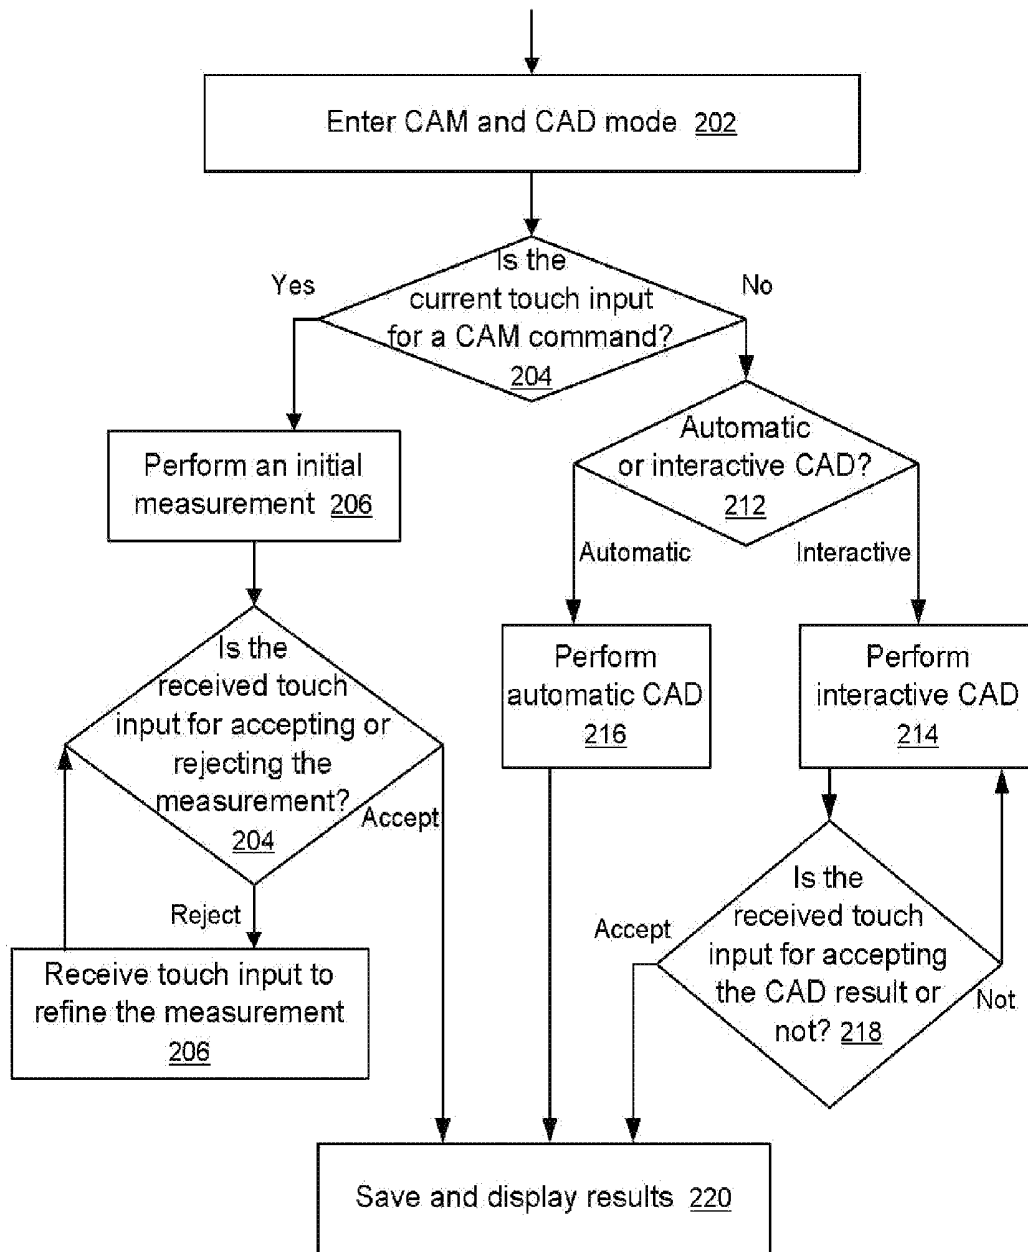 Enter CAM and CAD mode 202
Is the
current touch input
for a CAM command?
204
Yes
No
Perform an initial
measurement 206
Automatic
or interactive CAD?
212
Automatic
Interactive
Is the
received touch
input for accepting or
rejecting the
measurement?
204
Accept
Reject
Receive touch input to
refine the measurement
206
Perform
automatic CAD
216
Perform
interactive CAD
214
Is the
received touch
input for accepting
the CAD result or
not? 218
Accept
Not
Save and display results 220